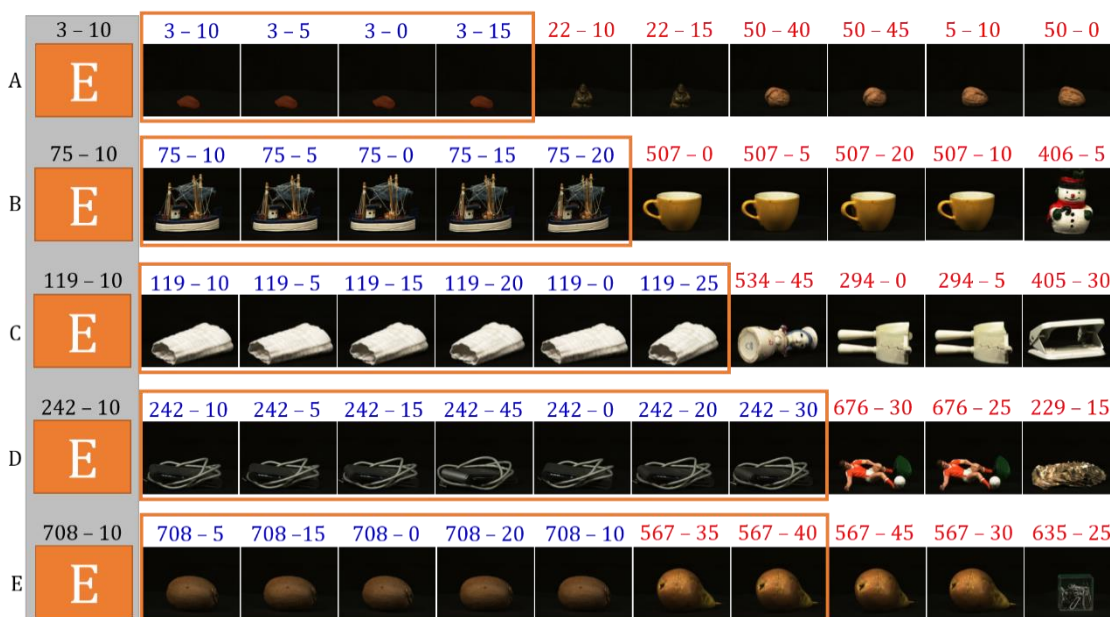 3 – 10 3 – 10 3 – 5 3 – 0 3 – 15 22 – 10 22 – 15 50 – 40 50 – 45 5 – 10 50 – 0
A E
75 – 10 75 – 10 75 – 5 75 – 0 75 – 15 75 – 20 507 – 0 507 – 5 507 – 20 507 – 10 406 – 5
B E
119 – 10 119 – 10 119 – 5 119 – 15 119 – 20 119 – 0 119 – 25 534 – 45 294 – 0 294 – 5 405 – 30
C E
242 – 10 242 – 10 242 – 5 242 – 15 242 – 45 242 – 0 242 – 20 242 – 30 676 – 30 676 – 25 229 – 15
D E
708 – 10 708 – 5 708 –15 708 – 0 708 – 20 708 – 10 567 – 35 567 – 40 567 – 45 567 – 30 635 – 25
E E